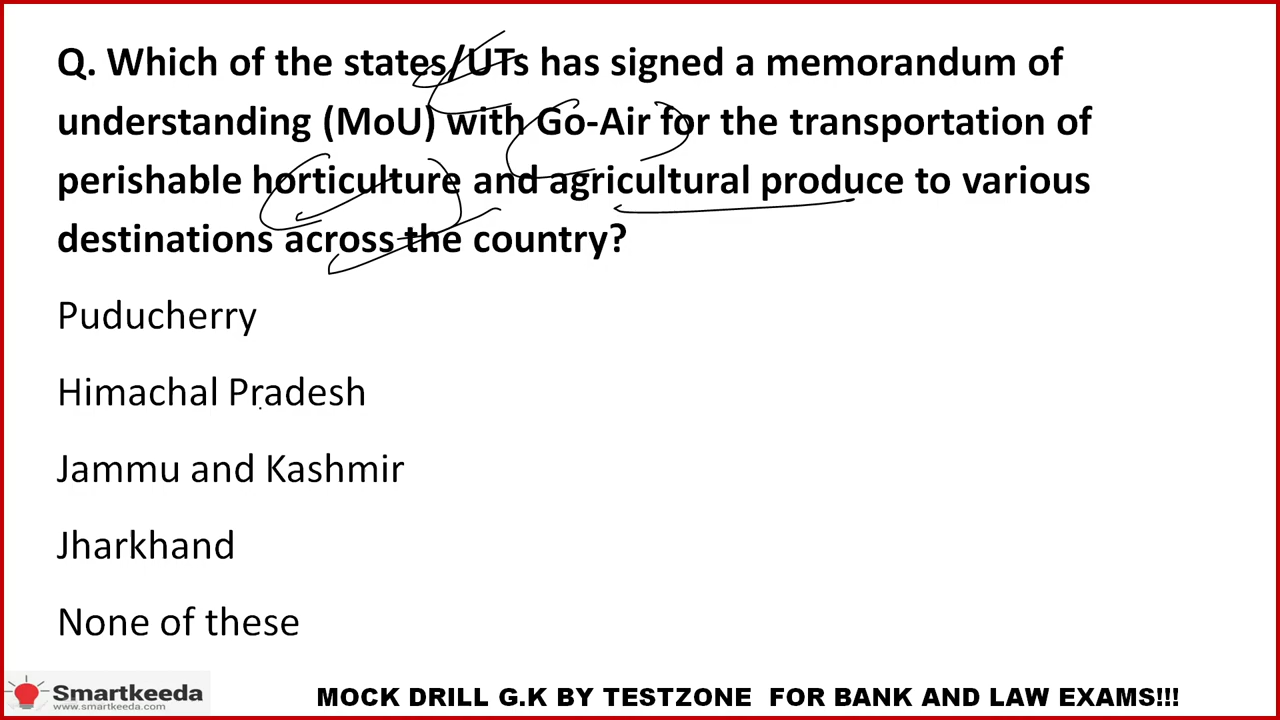 Q. Which of the states/UTs has signed a memorandum of
understanding (MoU) with Go-Air for the transportation of
perishable horticulture and agricultural produce to various
destinations across the country?
Puducherry
Himachal Pradesh
Jammu and Kashmir
Jharkhand
None of these
Smartkeeda
www.smartkeeda.com
MOCK DRILL G.K BY TESTZONE FOR BANK AND LAW EXAMS!!!